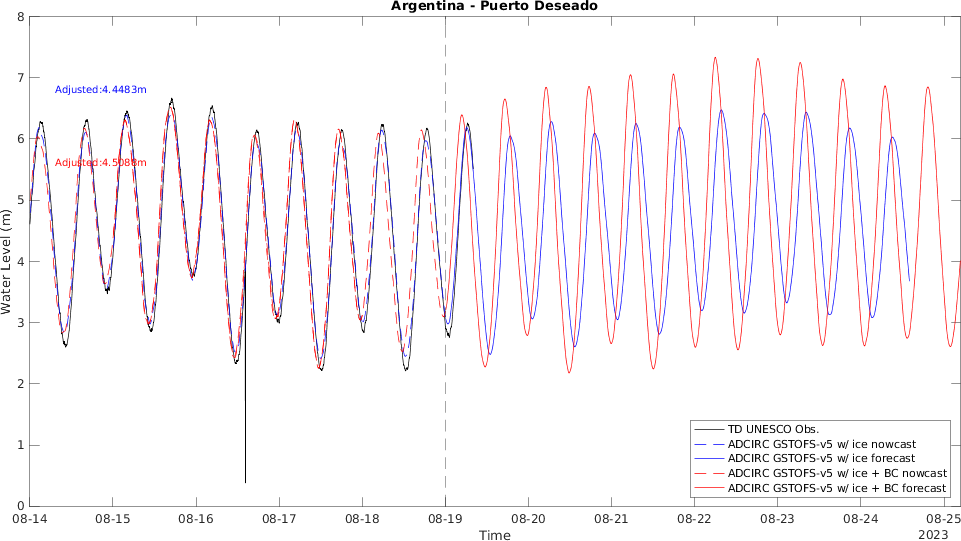 Argentina - Puerto Deseado
8
7
6
5
4
3
2
1
0
Water Level (m)
Adjusted:4.4483m
Adjusted:4.5088m
TD UNESCO Obs.
ADCIRC GSTOFS-v5 w/ ice nowcast
ADCIRC GSTOFS-v5 w/ ice forecast
ADCIRC GSTOFS-v5 w/ ice + BC nowcast
ADCIRC GSTOFS-v5 w/ ice + BC forecast
08-14 08-15 08-16 08-17 08-18 08-19 08-20 08-21 08-22 08-23 08-24 08-25
Time
2023